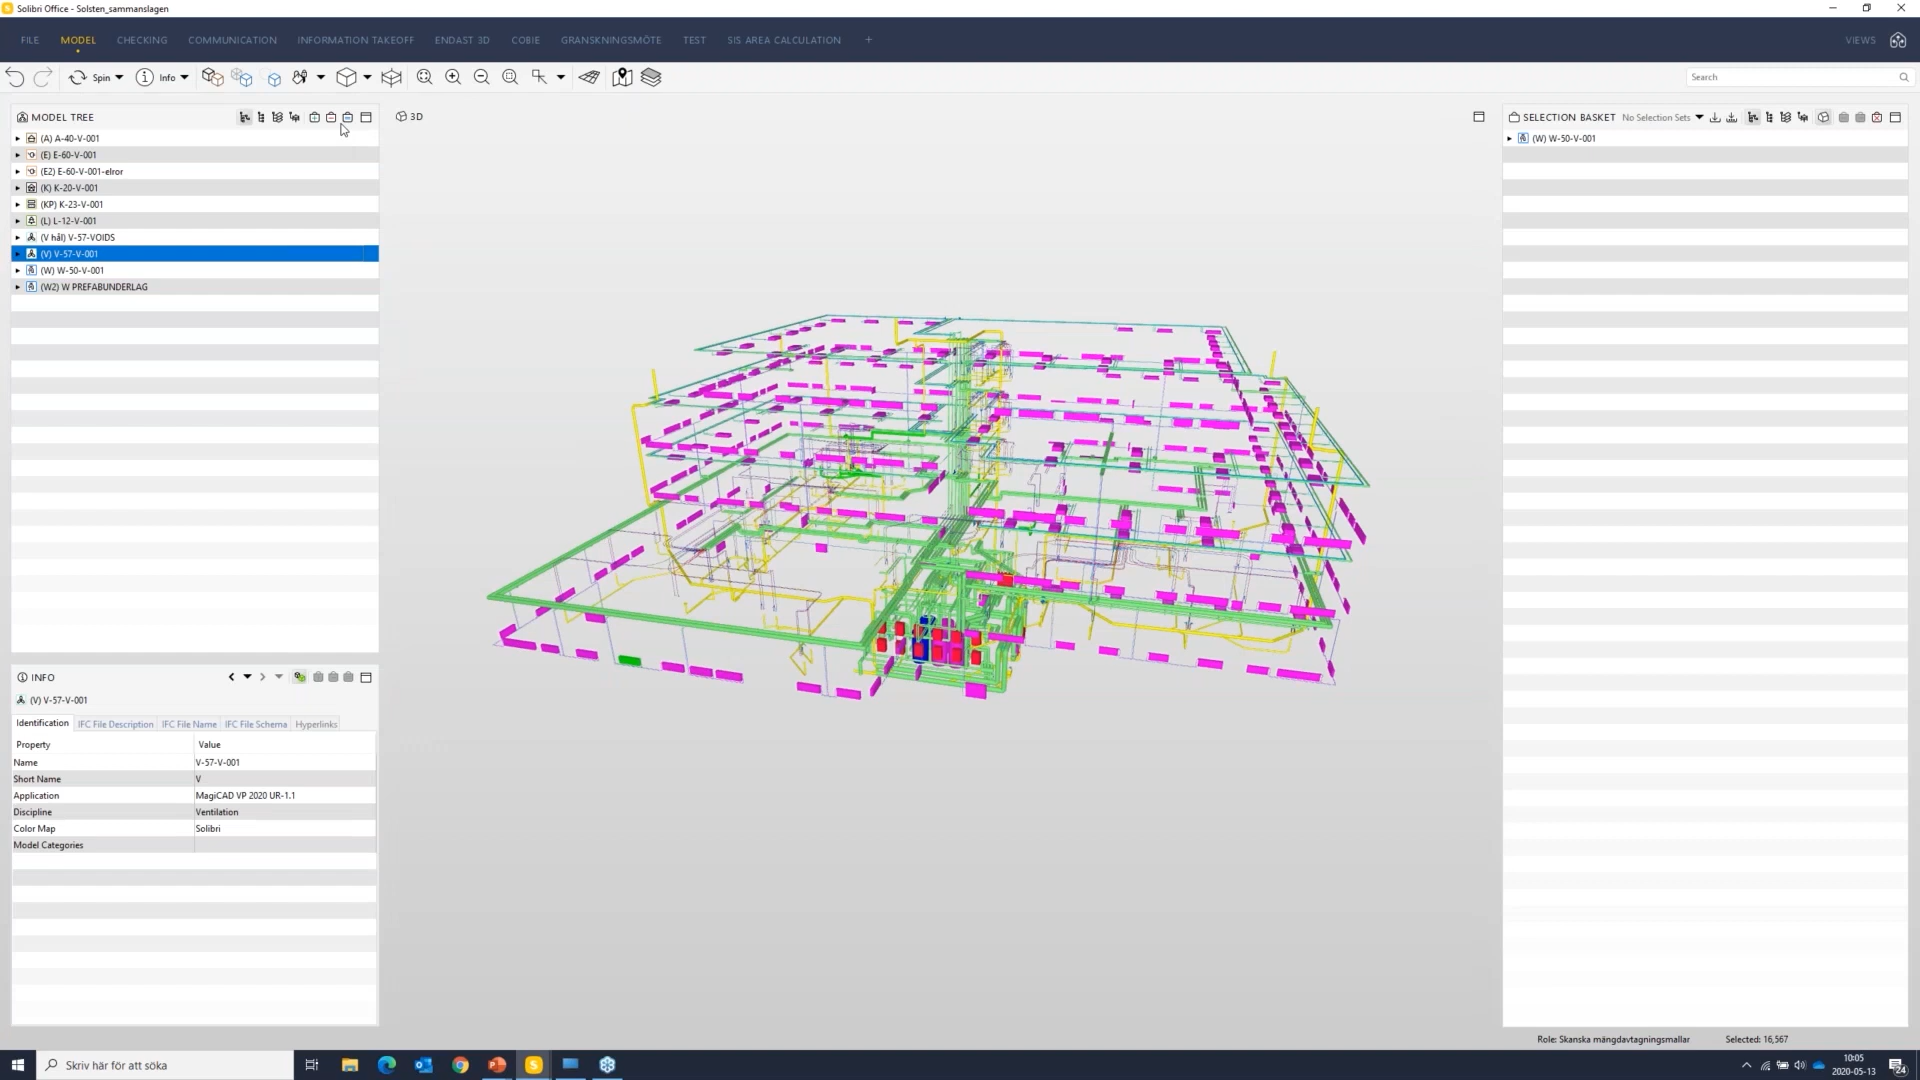 Solibri Office - Solsten_sammanslagen
FILE MODEL CHECKING COMMUNICATION INFORMATION TAKEOFF ENDAST 3D COBIE GRANSKNINGSMÖTE TEST SIS AREA CALCULATION + VIEWS
Spin Info Search
MODEL TREE
(A) A-40-V-001
(E) E-60-V-001
(E2) E-60-V-001-elror
(K) K-20-V-001
(KP) K-23-V-001
(L) L-12-V-001
(V hål) V-57-VOIDS
(V) V-57-V-001
(W) W-50-V-001
(W2) W PREFABUNDERLAG
3D
SELECTION BASKET No Selection Sets
(W) W-50-V-001
INFO
(V) V-57-V-001
Identification IFC File Description IFC File Name IFC File Schema Hyperlinks
Property Value
Name V-57-V-001
Short Name V
Application MagiCAD VP 2020 UR-1.1
Discipline Ventilation
Color Map Solibri
Model Categories
Role: Skanska mängdavtagningsmallar Selected: 16,567
Skriv här för att söka
10:05
2020-05-13
24